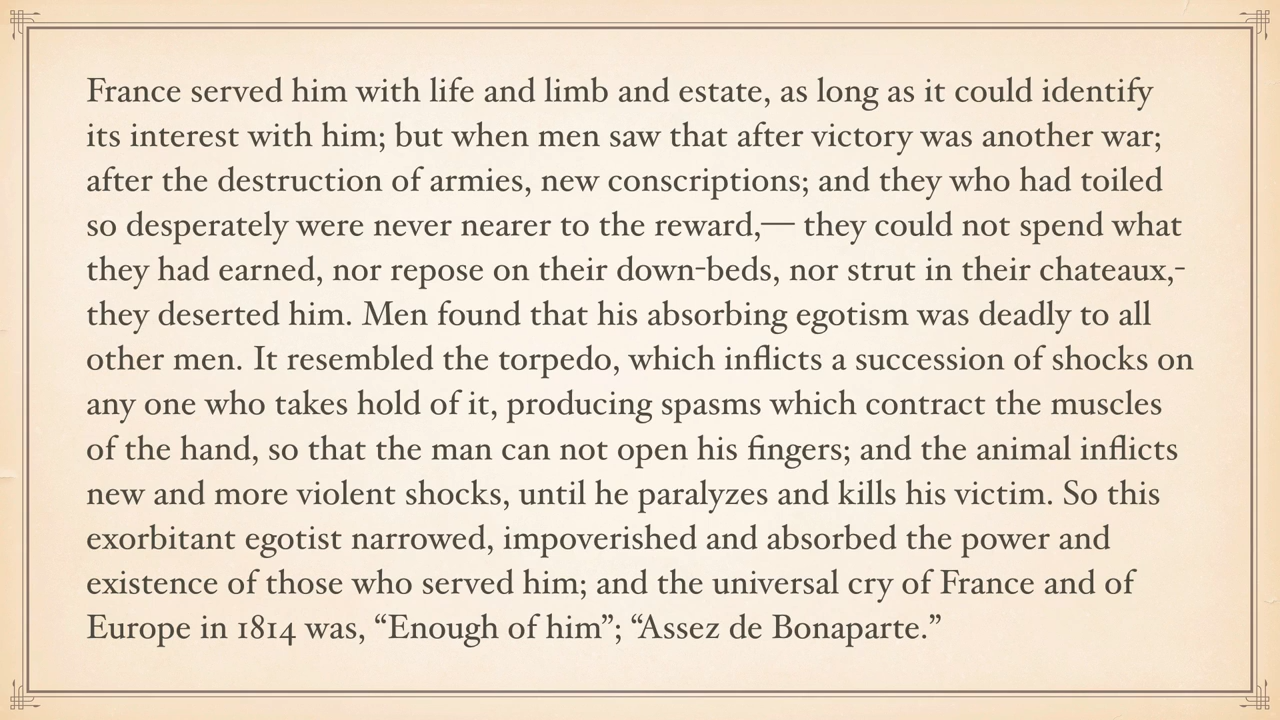 France served him with life and limb and estate, as long as it could identify
its interest with him; but when men saw that after victory was another war;
after the destruction of armies, new conscriptions; and they who had toiled
so desperately were never nearer to the reward,— they could not spend what
they had earned, nor repose on their down-beds, nor strut in their chateaux,-
they deserted him. Men found that his absorbing egotism was deadly to all
other men. It resembled the torpedo, which inflicts a succession of shocks on
any one who takes hold of it, producing spasms which contract the muscles
of the hand, so that the man can not open his fingers; and the animal inflicts
new and more violent shocks, until he paralyzes and kills his victim. So this
exorbitant egotist narrowed, impoverished and absorbed the power and
existence of those who served him; and the universal cry of France and of
Europe in 1814 was, “Enough of him”; “Assez de Bonaparte.”